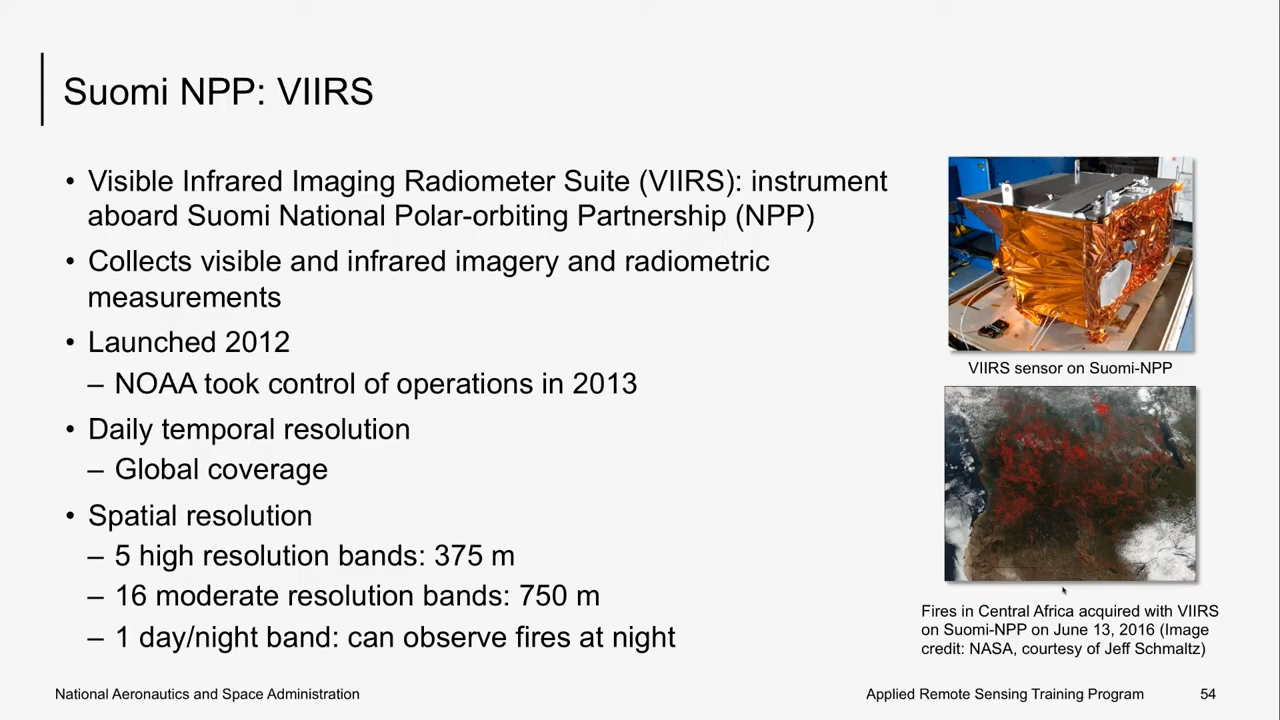 Suomi NPP: VIIRS
• Visible Infrared Imaging Radiometer Suite (VIIRS): instrument
aboard Suomi National Polar-orbiting Partnership (NPP)
• Collects visible and infrared imagery and radiometric
measurements
• Launched 2012
– NOAA took control of operations in 2013
• Daily temporal resolution
– Global coverage
• Spatial resolution
– 5 high resolution bands: 375 m
– 16 moderate resolution bands: 750 m
– 1 day/night band: can observe fires at night
VIIRS sensor on Suomi-NPP
Fires in Central Africa acquired with VIIRS
on Suomi-NPP on June 13, 2016 (Image
credit: NASA, courtesy of Jeff Schmaltz)
National Aeronautics and Space Administration
Applied Remote Sensing Training Program
54